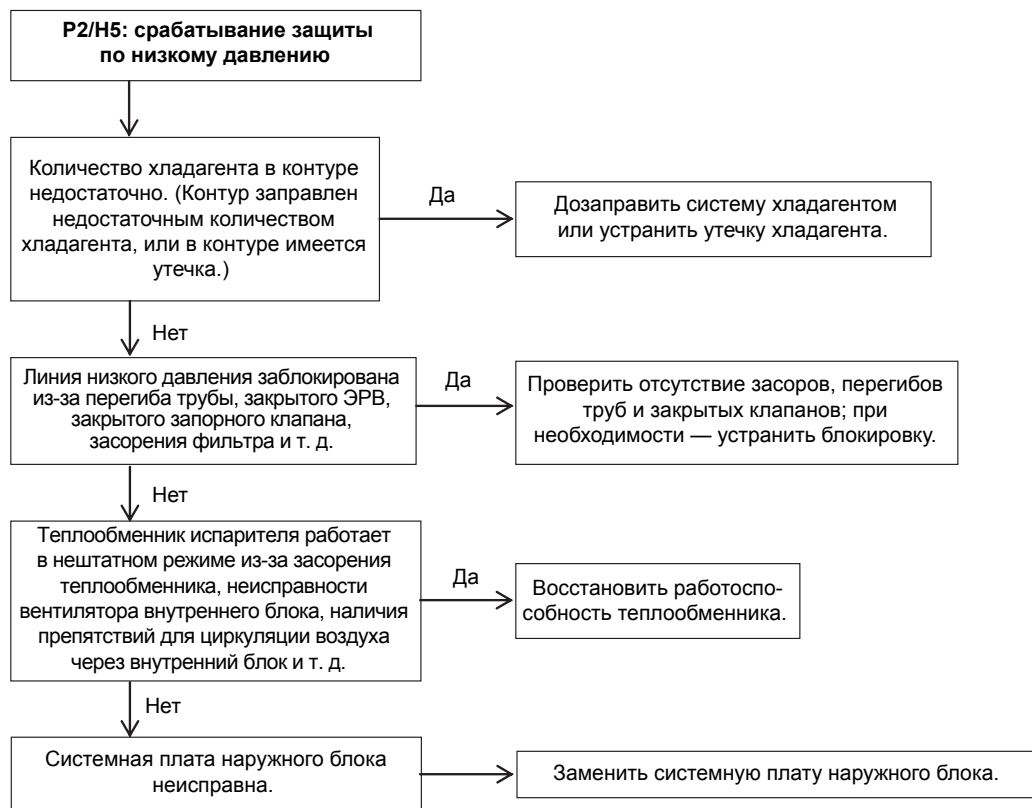 P2/H5: срабатывание защиты
по низкому давлению
Количество хладагента в контуре
недостаточно. (Контур заправлен
недостаточным количеством
хладагента, или в контуре имеется
утечка.)
Да
Дозаправить систему хладагентом
или устранить утечку хладагента.
Нет
Линия низкого давления заблокирована
из-за перегиба трубы, закрытого ЭРВ,
закрытого запорного клапана,
засорения фильтра и т. д.
Да
Проверить отсутствие засоров, перегибов
труб и закрытых клапанов; при
необходимости — устранить блокировку.
Нет
Теплообменник испарителя работает
в нештатном режиме из-за засорения
теплообменника, неисправности
вентилятора внутреннего блока, наличия
препятствий для циркуляции воздуха
через внутренний блок и т. д.
Да
Восстановить работоспо-
собность теплообменника.
Нет
Системная плата наружного блока
неисправна.
Заменить системную плату наружного блока.